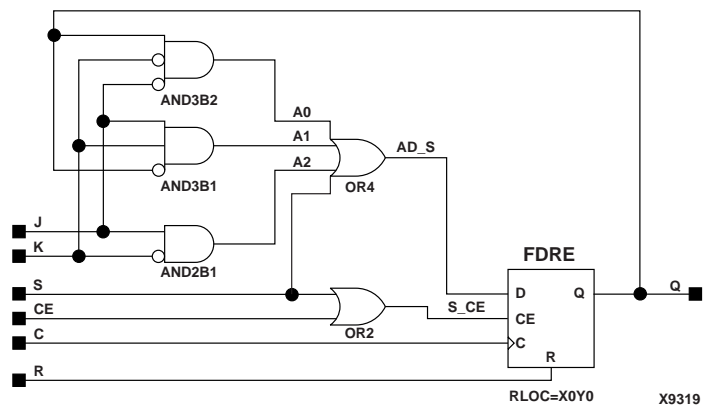 AND3B2
A0
A1
A2
AND3B1
AD_S
OR4
J
K
AND2B1
FDRE
S
CE
C
R
OR2
S_CE
D
Q
CE
C
R
Q
RLOC=X0Y0
X9319